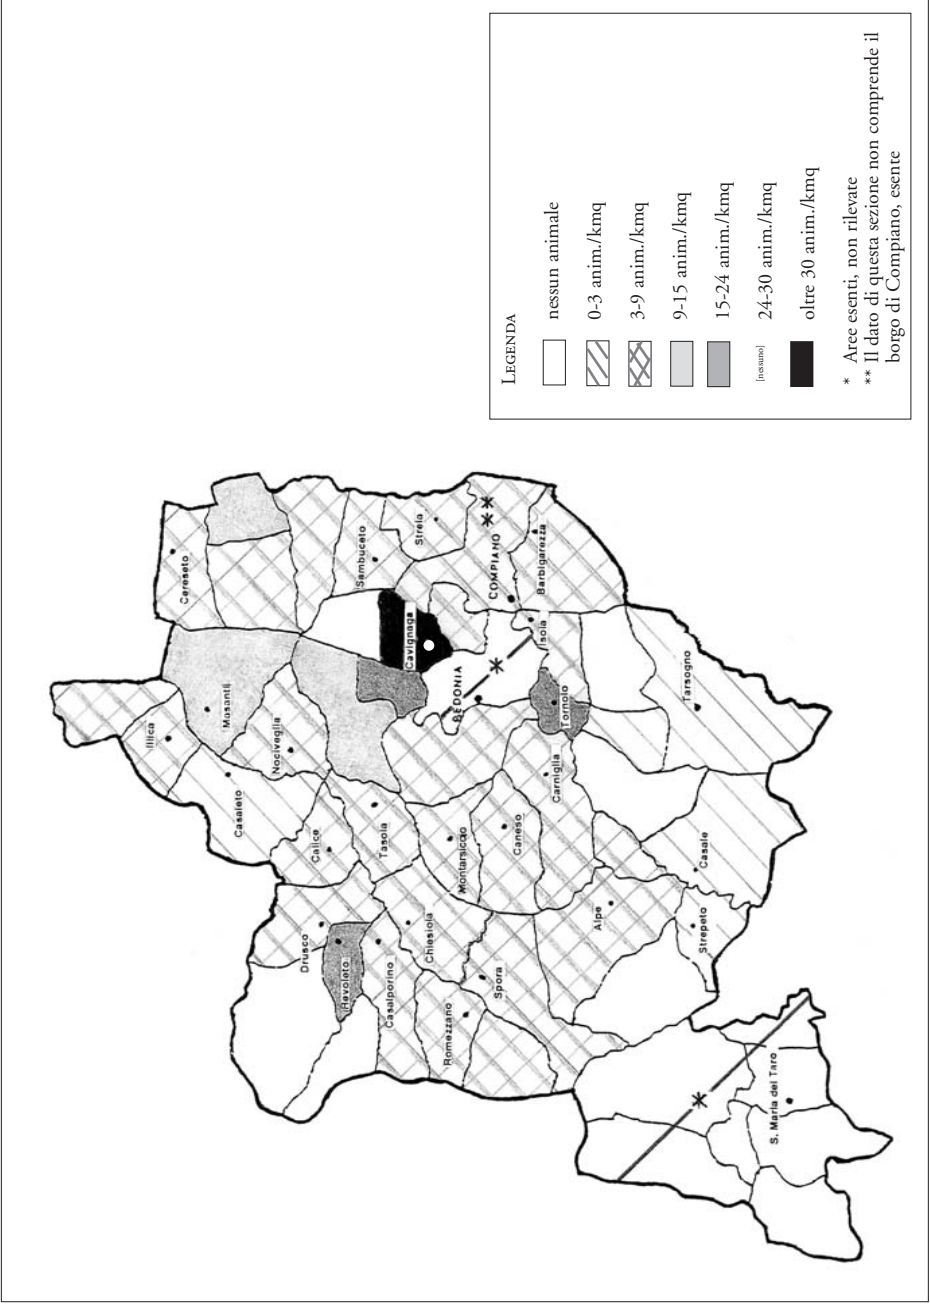 LEGENDA
nessun animale
0-3 anim./kmq
3-9 anim./kmq
9-15 anim./kmq
15-24 anim./kmq
[nessuno] 24-30 anim./kmq
oltre 30 anim./kmq
* Aree esenti, non rilevate
** Il dato di questa sezione non comprende il
borgo di Compiano, esente
Cereseto
Sambuceto
Strela
**
COMPIANO
Barbigarezza
Isola
Cavignaga
BEDONIA
*
Tornolo
Tarsogno
Masanti
Illica
Nociveglia
Casaleto
Calice
Tasola
Montarsiccio
Caneso
Carniglia
Casale
Drusco
Revoleto
Casalporino
Chiesiola
Romezzano
Spora
Alpe
Strepeto
*
S. Maria del Taro